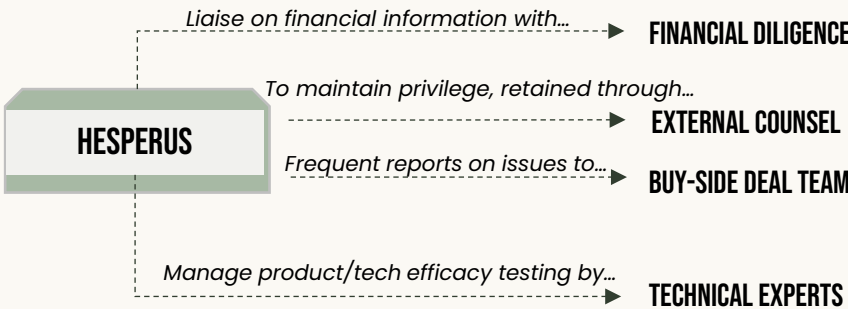 Liaise on financial information with...
FINANCIAL DILIGENCE
To maintain privilege, retained through...
EXTERNAL COUNSEL
HESPERUS
Frequent reports on issues to...
BUY-SIDE DEAL TEAM
Manage product/tech efficacy testing by...
TECHNICAL EXPERTS